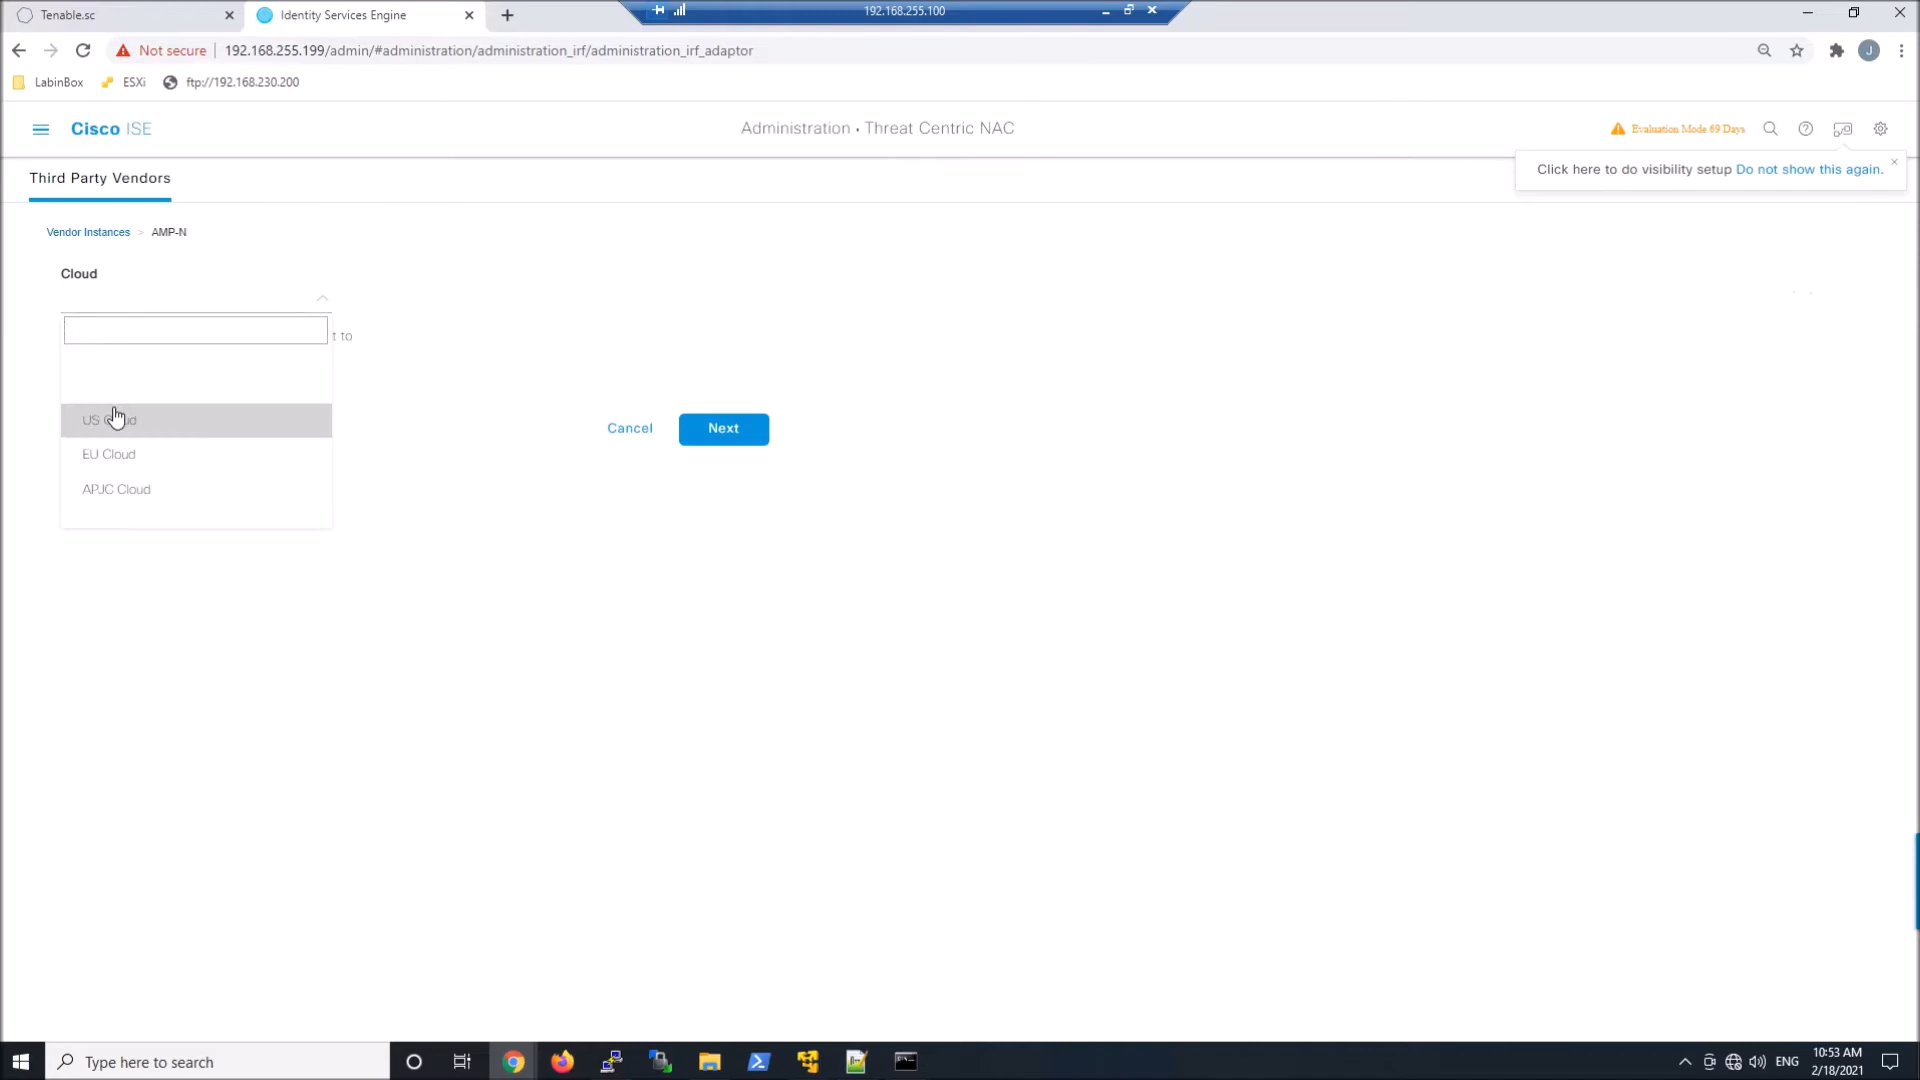 Tenable.sc
Identity Services Engine
192.168.255.100
Not secure
192.168.255.199/admin/#administration/administration_irf/administration_irf_adaptor
J
LabinBox
ESXi
ftp://192.168.230.200
Cisco ISE
Administration • Threat Centric NAC
Evaluation Mode 69 Days
Click here to do visibility setup Do not show this again.
Third Party Vendors
Vendor Instances > AMP-N
Cloud
t to
US Cloud
EU Cloud
APJC Cloud
Cancel
Next
Type here to search
ENG
10:53 AM
2/18/2021